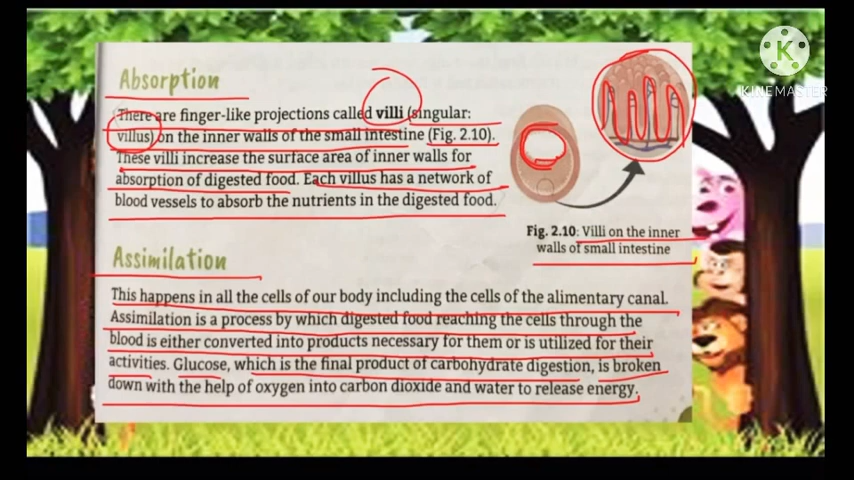 Absorption
There are finger-like projections called villi (singular:
villus) on the inner walls of the small intestine (Fig. 2.10).
These villi increase the surface area of inner walls for
absorption of digested food. Each villus has a network of
blood vessels to absorb the nutrients in the digested food.
Fig. 2.10: Villi on the inner
walls of small intestine
Assimilation
This happens in all the cells of our body including the cells of the alimentary canal.
Assimilation is a process by which digested food reaching the cells through the
blood is either converted into products necessary for them or is utilized for their
activities. Glucose, which is the final product of carbohydrate digestion, is broken
down with the help of oxygen into carbon dioxide and water to release energy.
K
KINEMASTER